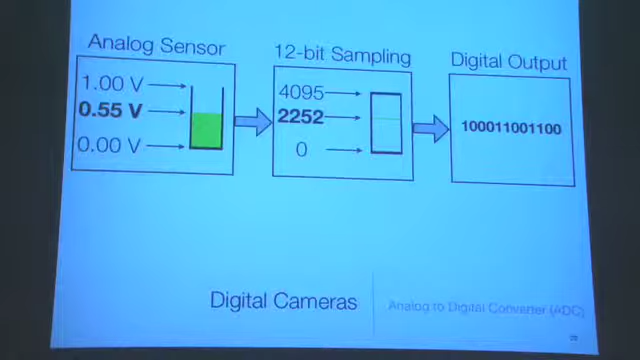 Analog Sensor
1.00 V
0.55 V
0.00 V
12-bit Sampling
4095
2252
0
Digital Output
100011001100
Digital Cameras
Analog to Digital Converter (ADC)